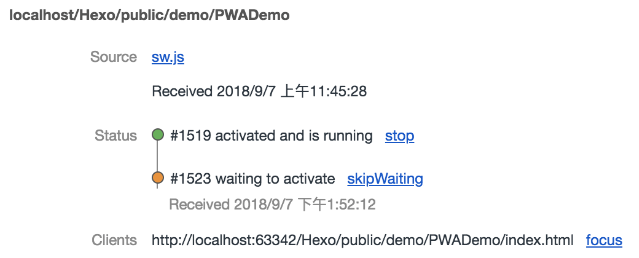 localhost/Hexo/public/demo/PWADemo
Source sw.js
Received 2018/9/7 上午11:45:28
Status #1519 activated and is running stop
#1523 waiting to activate skipWaiting
Received 2018/9/7 下午1:52:12
Clients http://localhost:63342/Hexo/public/demo/PWADemo/index.html focus